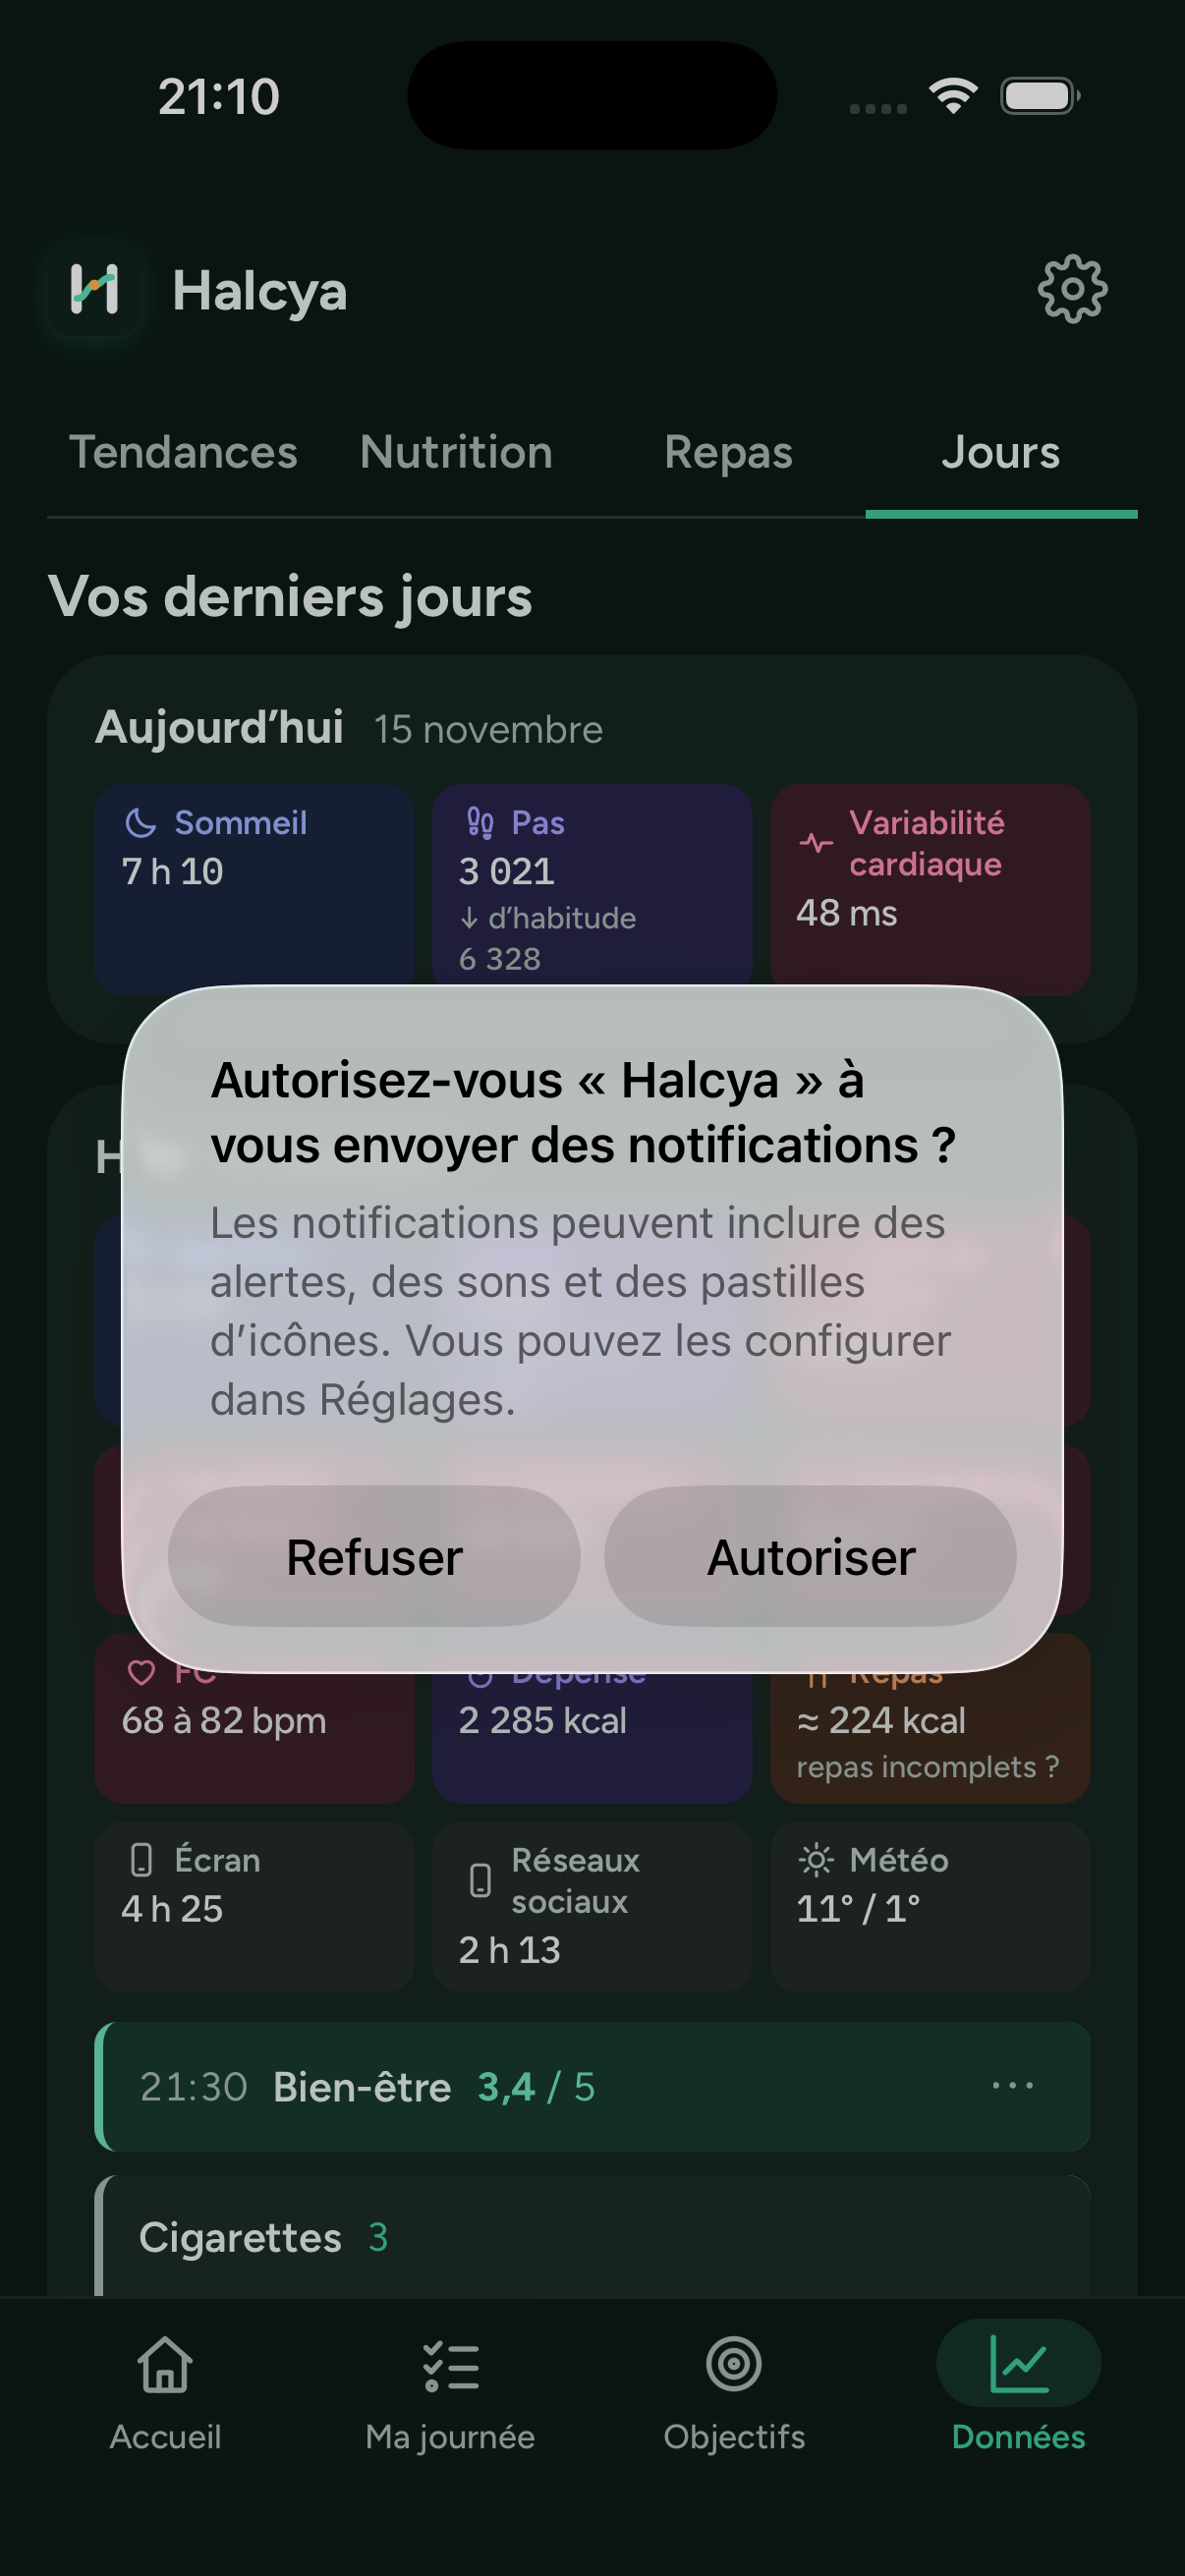 21:10
Halcya
Tendances Nutrition Repas Jours
Vos derniers jours
Aujourd’hui 15 novembre
Sommeil
7 h 10
Pas
3 021
↓ d’habitude
6 328
Variabilité
cardiaque
48 ms
Autorisez-vous « Halcya » à
vous envoyer des notifications ?
Les notifications peuvent inclure des
alertes, des sons et des pastilles
d’icônes. Vous pouvez les configurer
dans Réglages.
Refuser Autoriser
FC
68 à 82 bpm
Dépense
2 285 kcal
Repas
≈ 224 kcal
repas incomplets ?
Écran
4 h 25
Réseaux
sociaux
2 h 13
Météo
11° / 1°
21:30 Bien-être 3,4 / 5
Cigarettes 3
Accueil Ma journée Objectifs Données